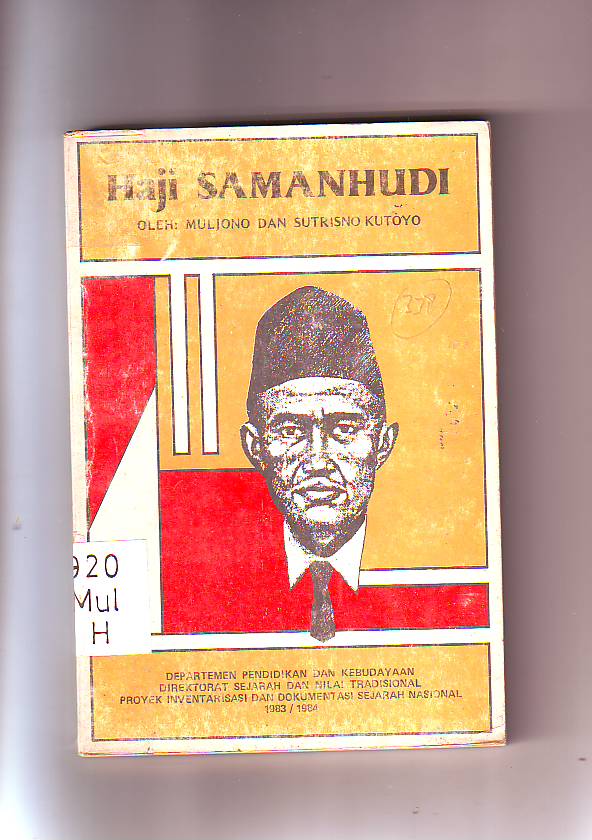 Haji SAMANHUDI
OLEH: MULJONO DAN SUTRISNO KUTOYO
338
920
Mul
H
DEPARTEMEN PENDIDIKAN DAN KEBUDAYAAN
DIREKTORAT SEJARAH DAN NILAI TRADISIONAL
PROYEK INVENTARISASI DAN DOKUMENTASI SEJARAH NASIONAL
1983 / 1984